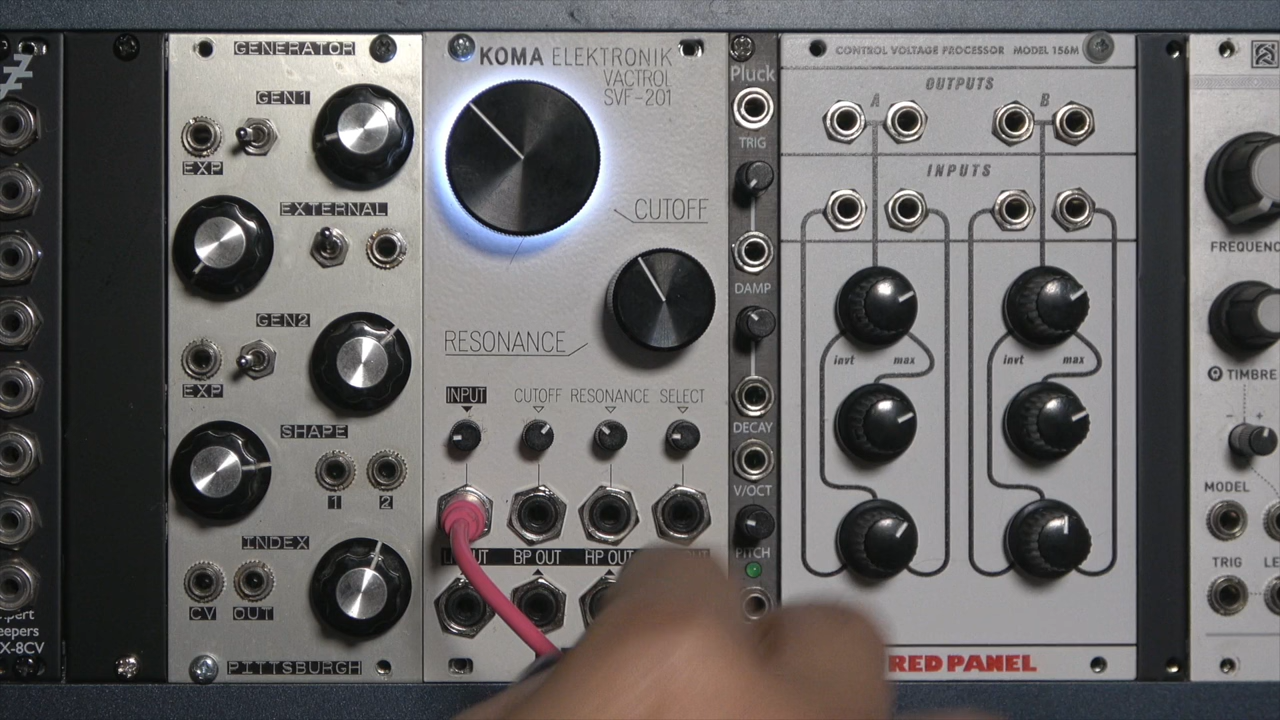 GENERATOR
GEN1
EXP
EXTERNAL
GEN2
EXP
SHAPE
1
2
INDEX
CV
OUT
PITTSBURGH
KOMA ELEKTRONIK
VACTROL
SVF-201
CUTOFF
RESONANCE
INPUT
CUTOFF
RESONANCE
SELECT
BP OUT
HP OUT
Pluck
TRIG
DAMP
DECAY
V/OCT
PITCH
CONTROL VOLTAGE PROCESSOR MODEL 156M
OUTPUTS
A
B
INPUTS
invt
max
invt
max
RED PANEL
TIMBRE
- +
MODEL
TRIG